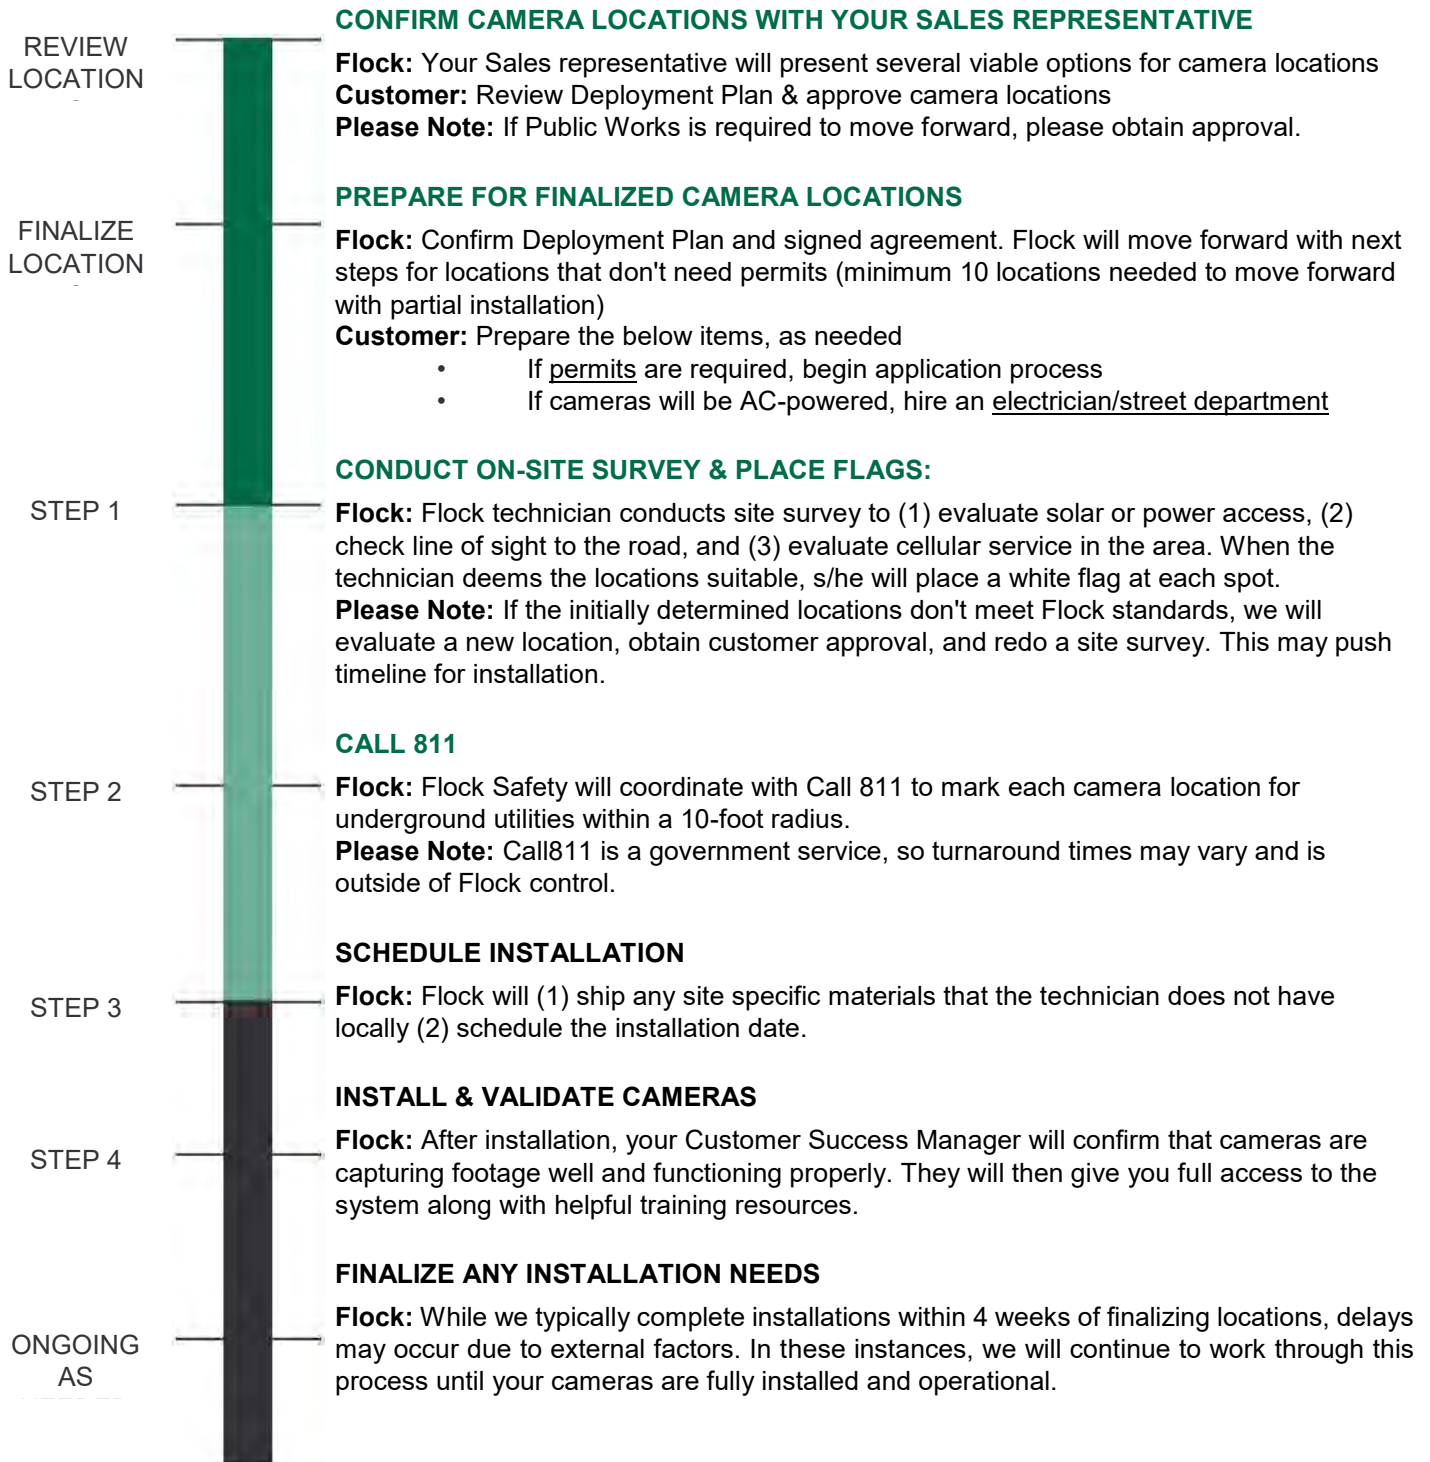 CONFIRM CAMERA LOCATIONS WITH YOUR SALES REPRESENTATIVE
REVIEW
LOCATION
Flock: Your Sales representative will present several viable options for camera locations
Customer: Review Deployment Plan & approve camera locations
Please Note: If Public Works is required to move forward, please obtain approval.
PREPARE FOR FINALIZED CAMERA LOCATIONS
FINALIZE
LOCATION
Flock: Confirm Deployment Plan and signed agreement. Flock will move forward with next
steps for locations that don't need permits (minimum 10 locations needed to move forward
with partial installation)
Customer: Prepare the below items, as needed
• If permits are required, begin application process
• If cameras will be AC-powered, hire an electrician/street department
CONDUCT ON-SITE SURVEY & PLACE FLAGS:
STEP 1
Flock: Flock technician conducts site survey to (1) evaluate solar or power access, (2)
check line of sight to the road, and (3) evaluate cellular service in the area. When the
technician deems the locations suitable, s/he will place a white flag at each spot.
Please Note: If the initially determined locations don't meet Flock standards, we will
evaluate a new location, obtain customer approval, and redo a site survey. This may push
timeline for installation.
CALL 811
STEP 2
Flock: Flock Safety will coordinate with Call 811 to mark each camera location for
underground utilities within a 10-foot radius.
Please Note: Call811 is a government service, so turnaround times may vary and is
outside of Flock control.
SCHEDULE INSTALLATION
STEP 3
Flock: Flock will (1) ship any site specific materials that the technician does not have
locally (2) schedule the installation date.
INSTALL & VALIDATE CAMERAS
STEP 4
Flock: After installation, your Customer Success Manager will confirm that cameras are
capturing footage well and functioning properly. They will then give you full access to the
system along with helpful training resources.
FINALIZE ANY INSTALLATION NEEDS
ONGOING
AS
Flock: While we typically complete installations within 4 weeks of finalizing locations, delays
may occur due to external factors. In these instances, we will continue to work through this
process until your cameras are fully installed and operational.